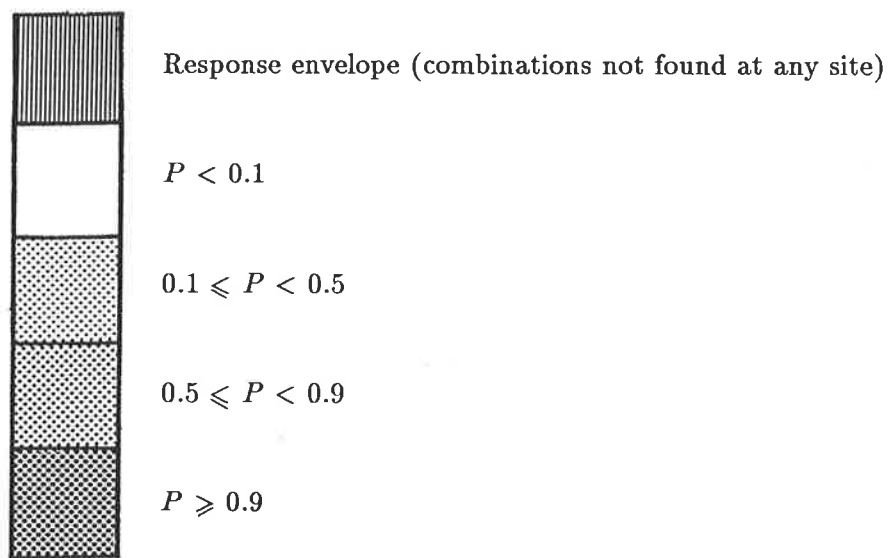 Response envelope (combinations not found at any site)
P < 0.1
0.1 ⩽ P < 0.5
0.5 ⩽ P < 0.9
P ⩾ 0.9